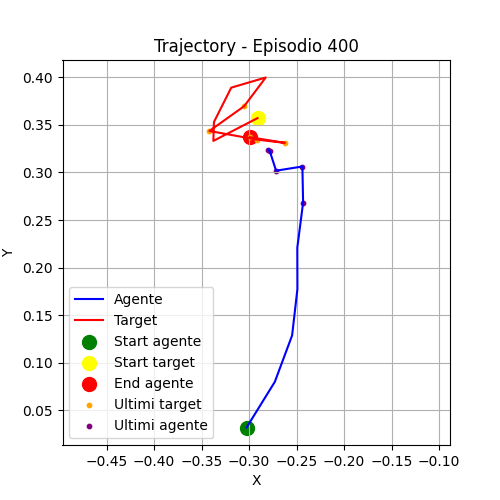 Trajectory - Episodio 400
0.40
0.35
0.30
0.25
0.20
0.15
0.10
0.05
Y
Agente
Target
Start agente
Start target
End agente
Ultimi target
Ultimi agente
−0.45 −0.40 −0.35 −0.30 −0.25 −0.20 −0.15 −0.10
X